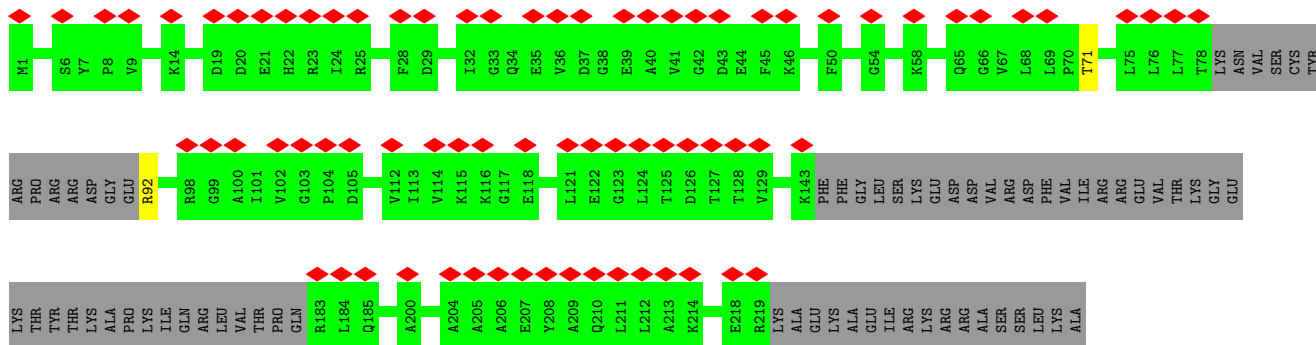 M1 S6 Y7 P8 V9 K14 D19 D20 E21 H22 R23 I24 R25 F28 D29 I32 G33 Q34 E35 V36 D37 G38 E39 A40 V41 G42 D43 E44 F45 K46 F50 G54 K58 Q65 G66 V67 L68 L69 P70 T71 L75 L76 L77 T78 LYS ASN VAL SER CYS TYR
ARG PRO ARG ARG ASP GLY GLU R92 R98 G99 A100 I101 V102 G103 P104 D105 V112 I113 V114 K115 K116 G117 E118 L121 E122 G123 L124 T125 D126 T127 T128 V129 K143 PHE PHE GLY LEU SER LYS GLU ASP ASP VAL ARG ASP PHE VAL ILE ARG ARG GLU VAL THR LYS GLY GLU
LYS THR TYR THR LYS ALA PRO LYS ILE GLN ARG LEU VAL THR PRO GLN R183 L184 Q185 A200 A204 A205 A206 E207 Y208 A209 Q210 L211 L212 A213 K214 E218 R219 LYS ALA GLU LYS ALA GLU ILE ARG LYS ARG ARG ALA SER SER LEU LYS ALA